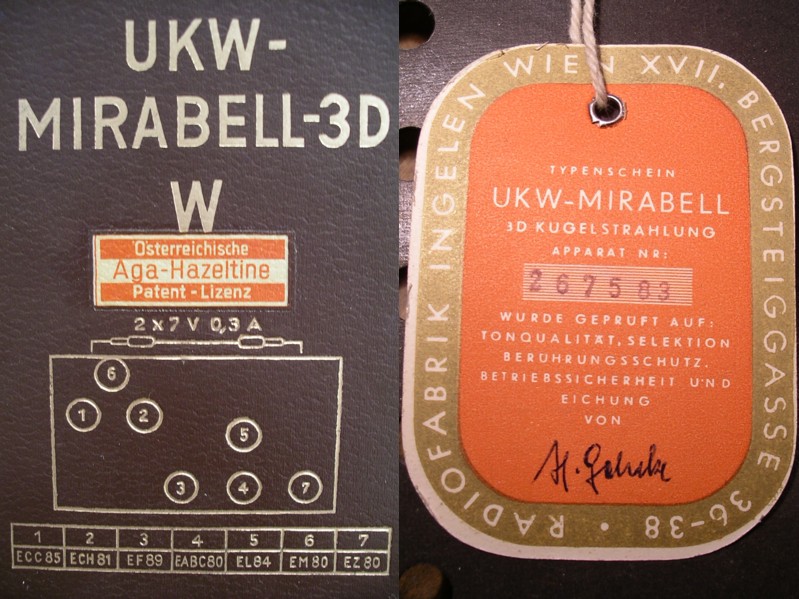 UKW-
MIRABELL-3D
W
Österreichische
Aga-Hazeltine
Patent-Lizenz
2x7V 0,3A
6
1 2
5
3 4 7
1 2 3 4 5 6 7
ECC85 ECH81 EF89 EABC80 EL84 EM80 EZ80
RADIOFABRIK INGELEN WIEN XVII. BERGSTEIGGASSE 36-38 •
TYPENSCHEIN
UKW-MIRABELL
3D KUGELSTRAHLUNG
APPARAT NR:
267583
WURDE GEPRÜFT AUF:
TONQUALITÄT, SELEKTION
BERÜHRUNGSSCHUTZ.
BETRIEBSSICHERHEIT UND
EICHUNG
VON